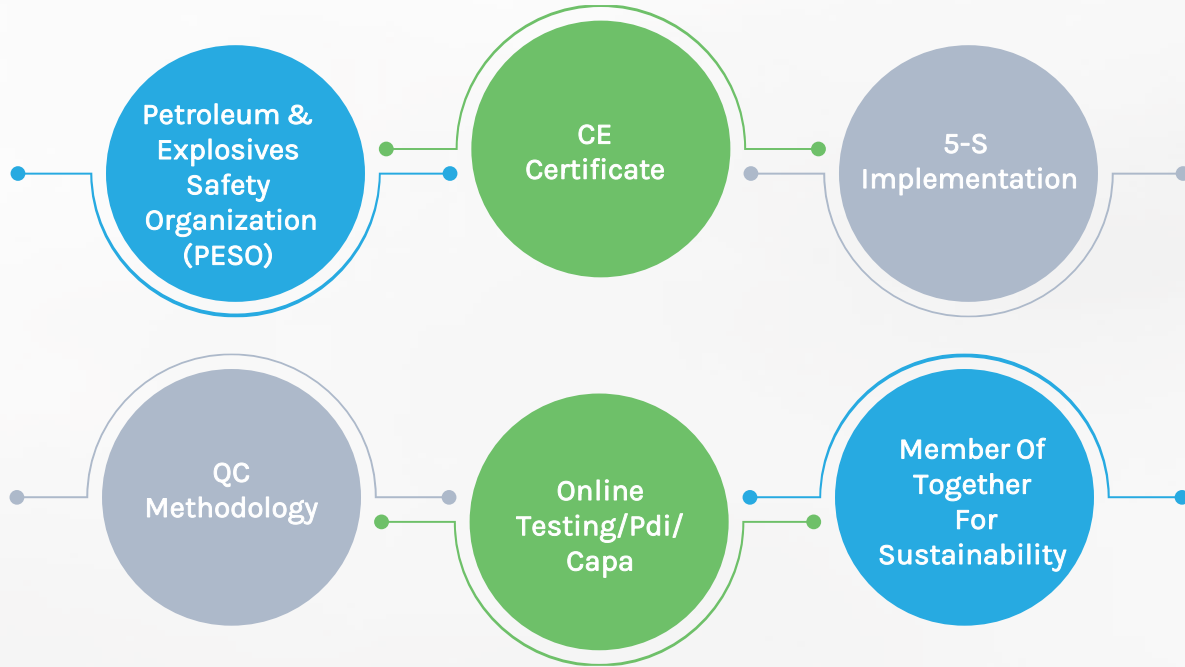 Petroleum &
Explosives
Safety
Organization
(PESO)
CE
Certificate
5-S
Implementation
QC
Methodology
Online
Testing/Pdi/
Capa
Member Of
Together
For
Sustainability